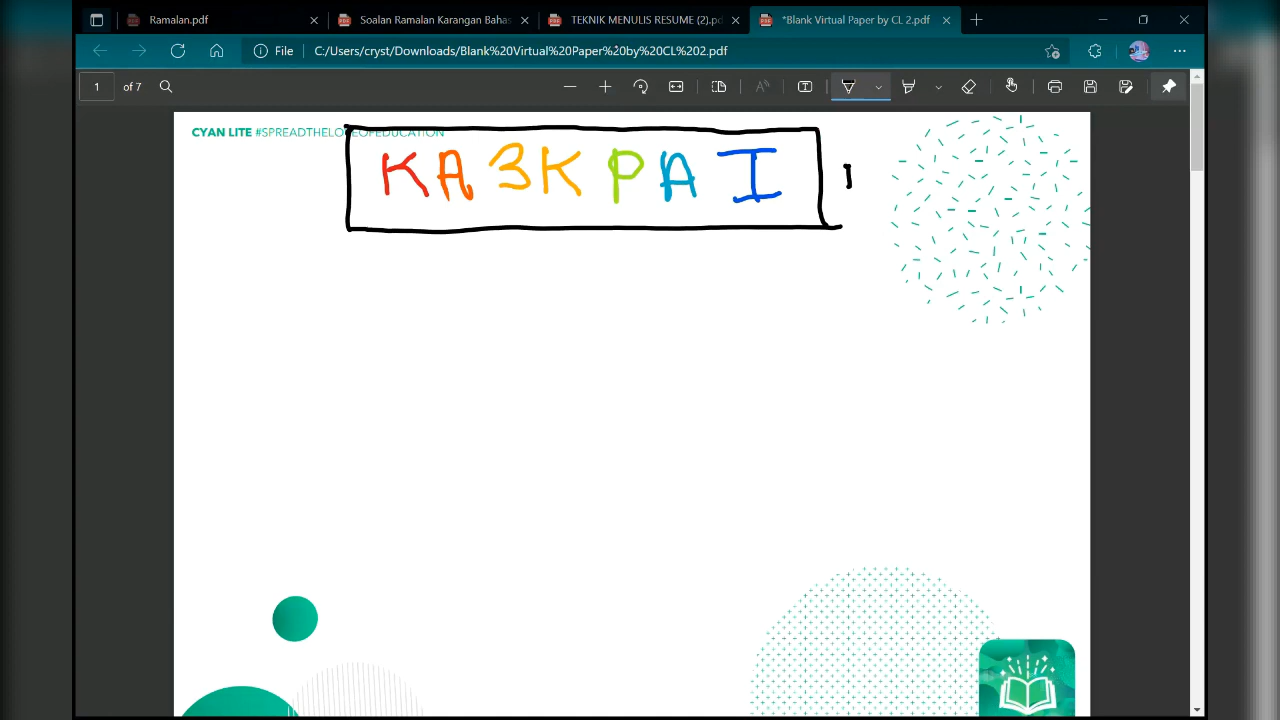 Ramalan.pdf
Soalan Ramalan Karangan Bahas
TEKNIK MENULIS RESUME (2).pd
*Blank Virtual Paper by CL 2.pdf
File
C:/Users/cryst/Downloads/Blank%20Virtual%20Paper%20by%20CL%202.pdf
1 of 7
CYAN LITE #SPREADTHELOVEOFEDUCATION
KA3KPAI